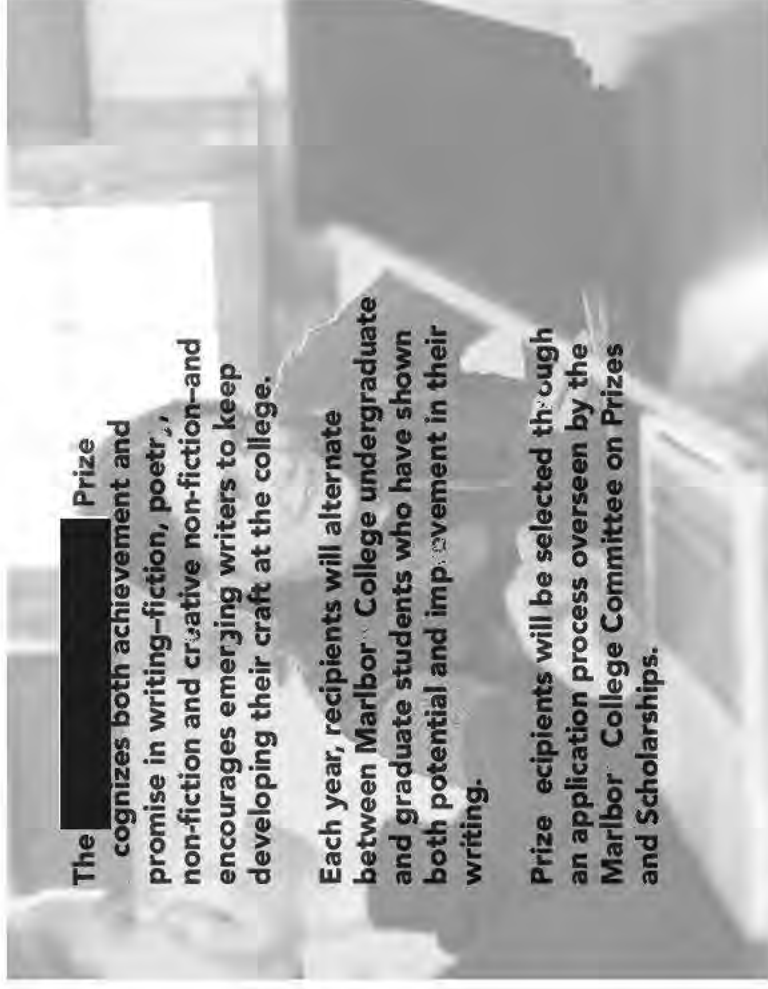 The Prize
cognizes both achievement and
promise in writing–fiction, poetr,
non-fiction and creative non-fiction–and
encourages emerging writers to keep
developing their craft at the college.
Each year, recipients will alternate
between Marlbor College undergraduate
and graduate students who have shown
both potential and improvement in their
writing.
Prize ecipients will be selected through
an application process overseen by the
Marlbor College Committee on Prizes
and Scholarships.